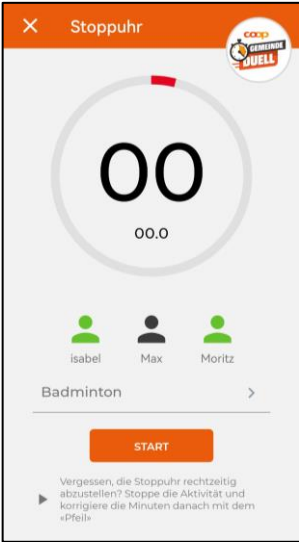 ✕ Stoppuhr
coop
GEMEINDE
DUELL
00
00.0
isabel Max Moritz
Badminton >
START
Vergessen, die Stoppuhr rechtzeitig
abzustellen? Stoppe die Aktivität und
korrigiere die Minuten danach mit dem
«Pfeil»